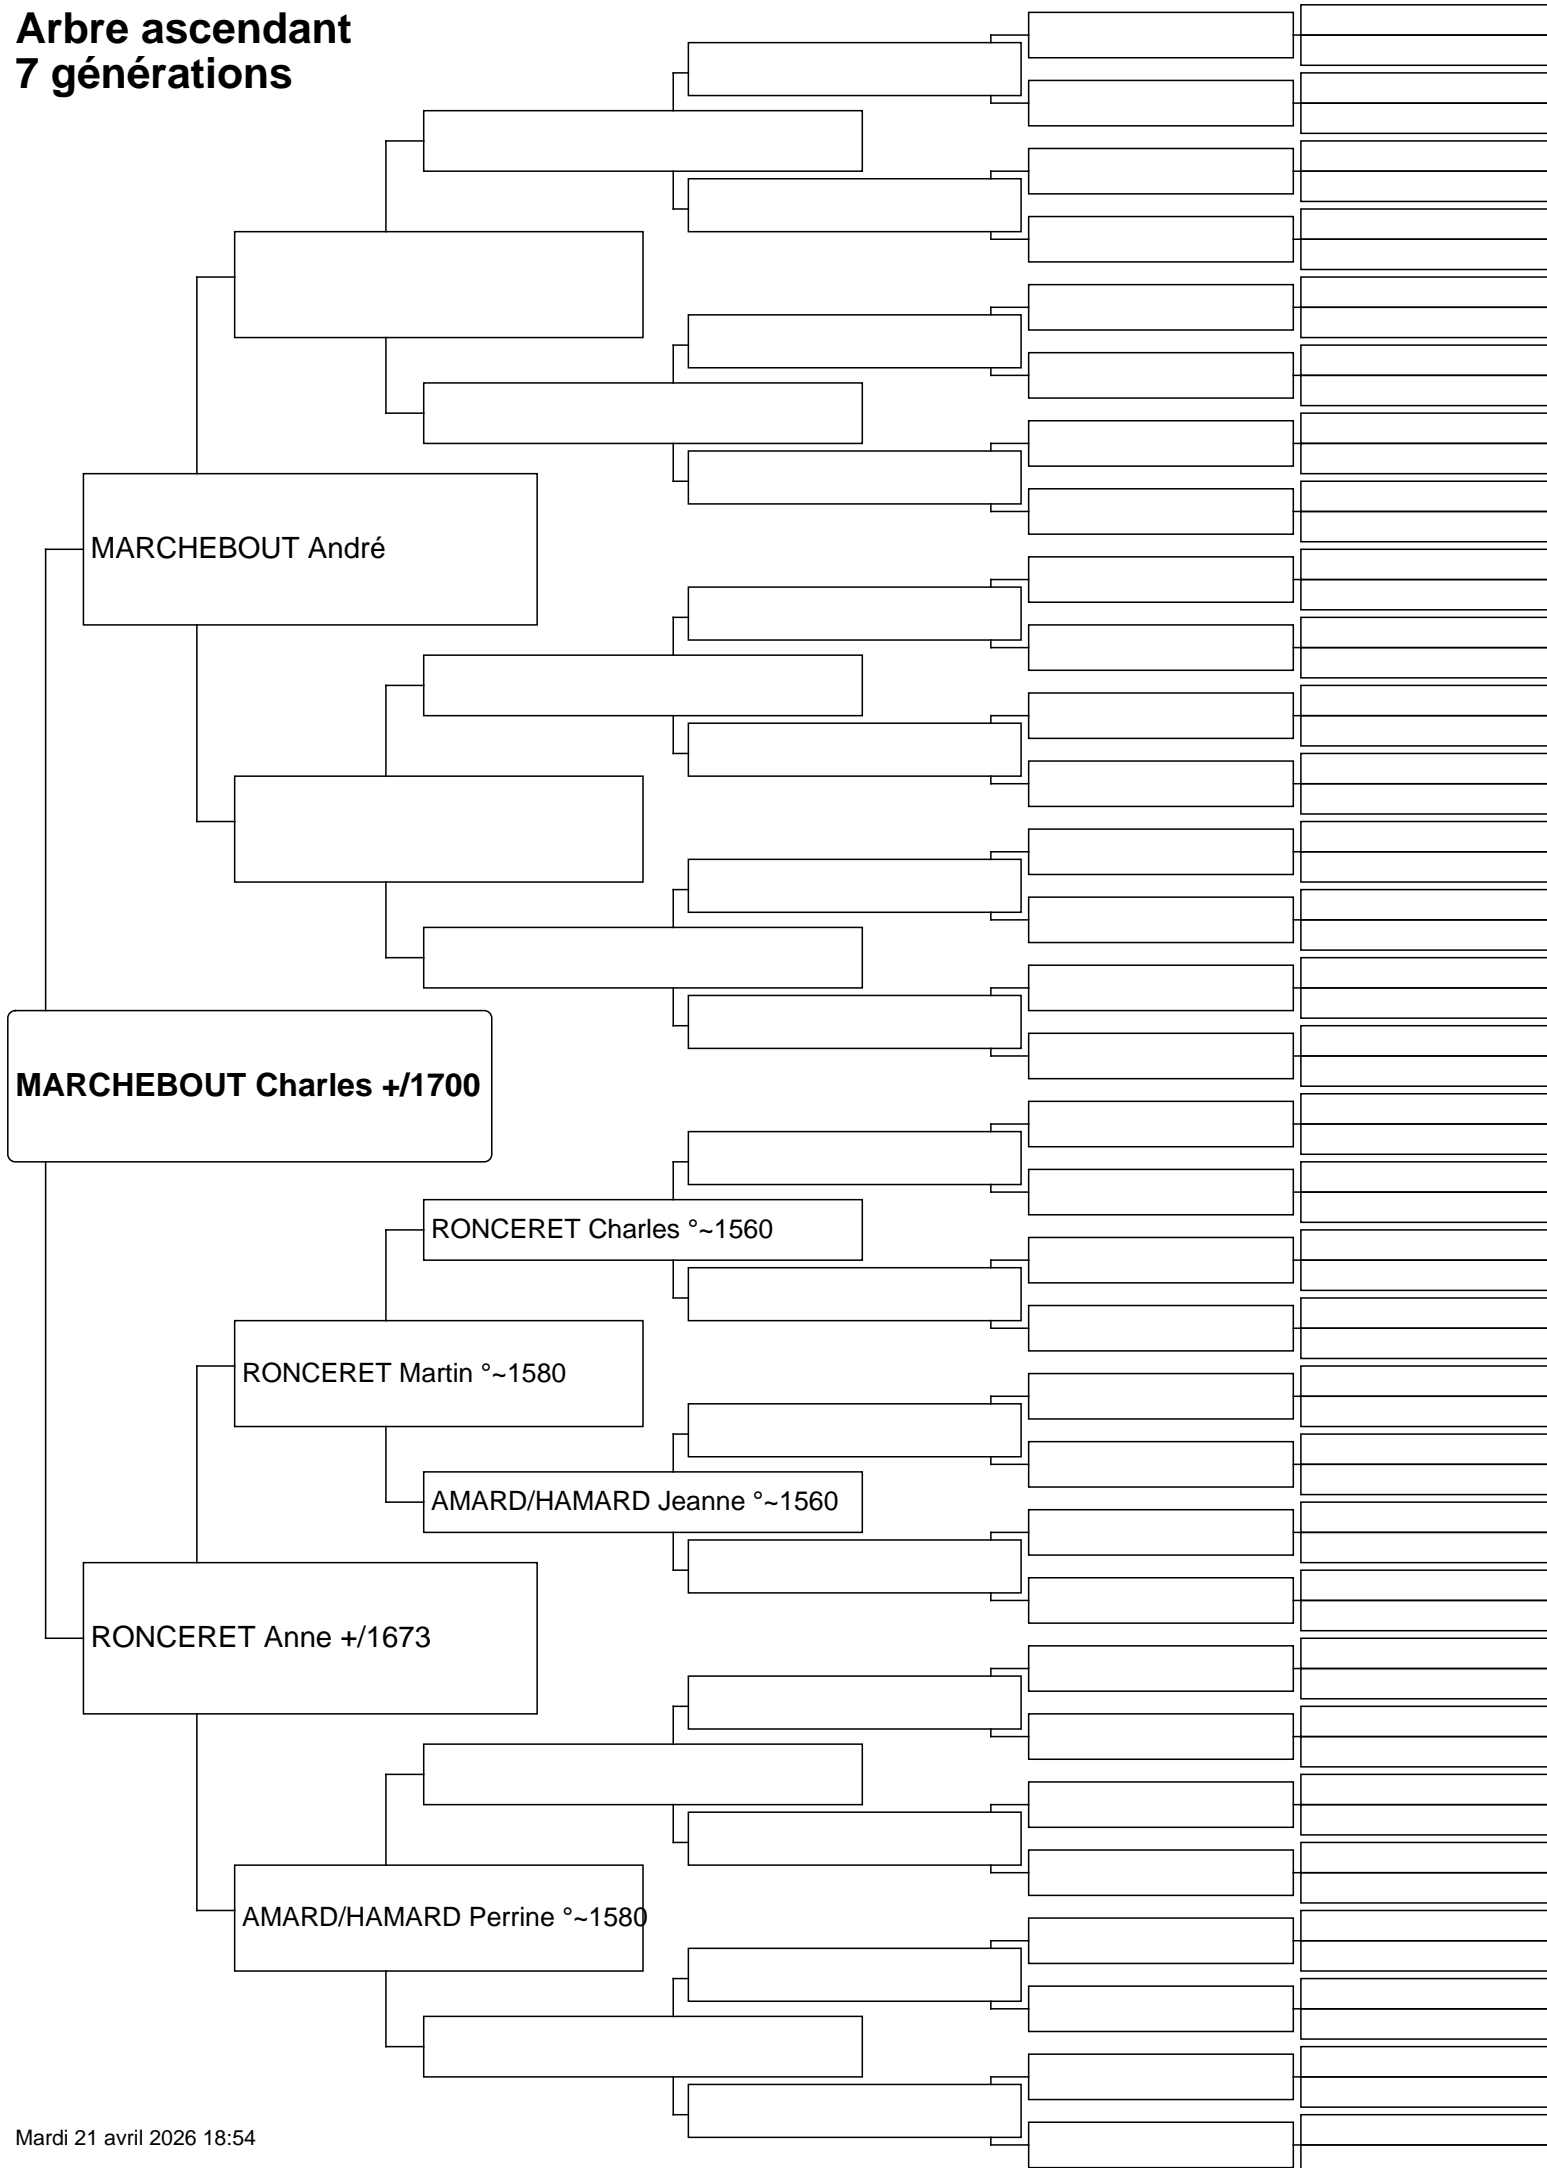 Arbre ascendant
7 générations
MARCHEBOUT André
MARCHEBOUT Charles +/1700
RONCERET Charles °~1560
RONCERET Martin °~1580
AMARD/HAMARD Jeanne °~1560
RONCERET Anne +/1673
AMARD/HAMARD Perrine °~1580
Mardi 21 avril 2026 18:54